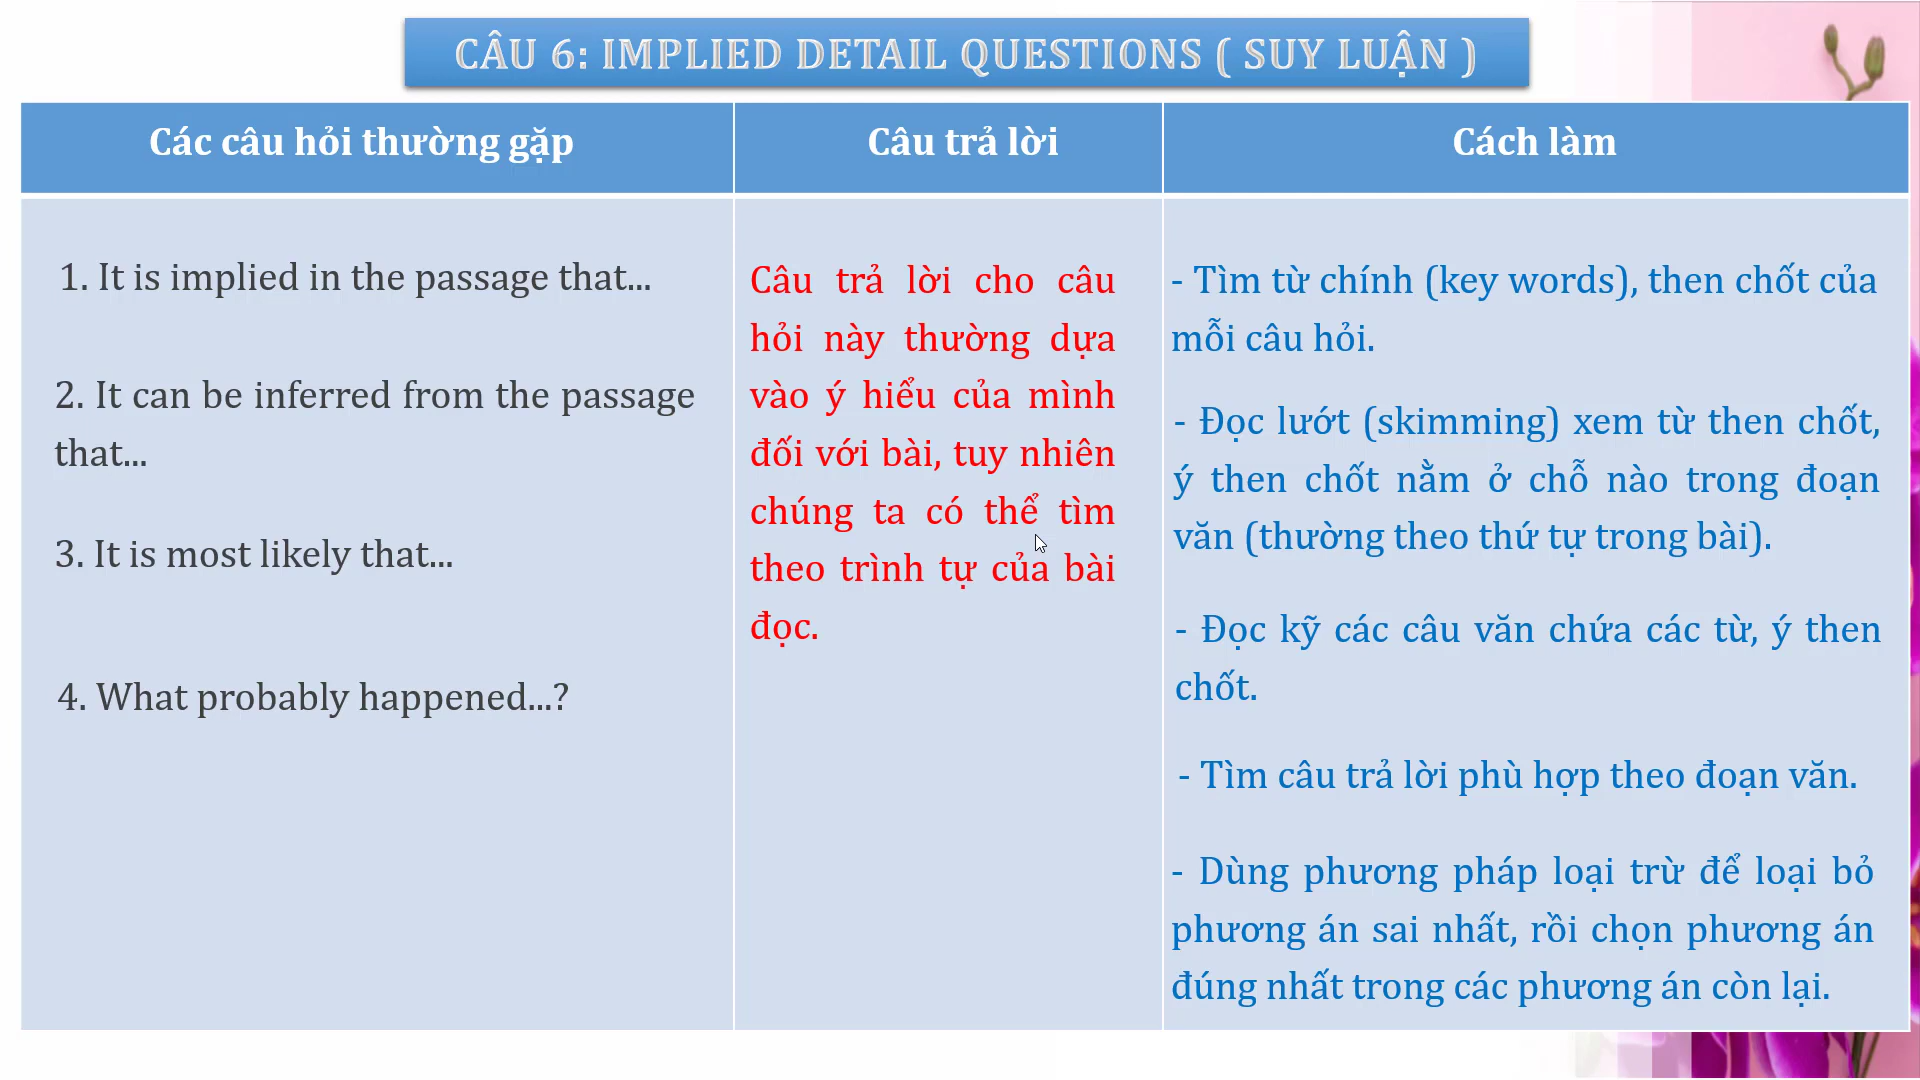 CÂU 6: IMPLIED DETAIL QUESTIONS ( SUY LUẬN )
Các câu hỏi thường gặp
Câu trả lời
Cách làm
1. It is implied in the passage that...
2. It can be inferred from the passage
that...
3. It is most likely that...
4. What probably happened...?
Câu trả lời cho câu
hỏi này thường dựa
vào ý hiểu của mình
đối với bài, tuy nhiên
chúng ta có thể tìm
theo trình tự của bài
đọc.
- Tìm từ chính (key words), then chốt của
mỗi câu hỏi.
- Đọc lướt (skimming) xem từ then chốt,
ý then chốt nằm ở chỗ nào trong đoạn
văn (thường theo thứ tự trong bài).
- Đọc kỹ các câu văn chứa các từ, ý then
chốt.
- Tìm câu trả lời phù hợp theo đoạn văn.
- Dùng phương pháp loại trừ để loại bỏ
phương án sai nhất, rồi chọn phương án
đúng nhất trong các phương án còn lại.